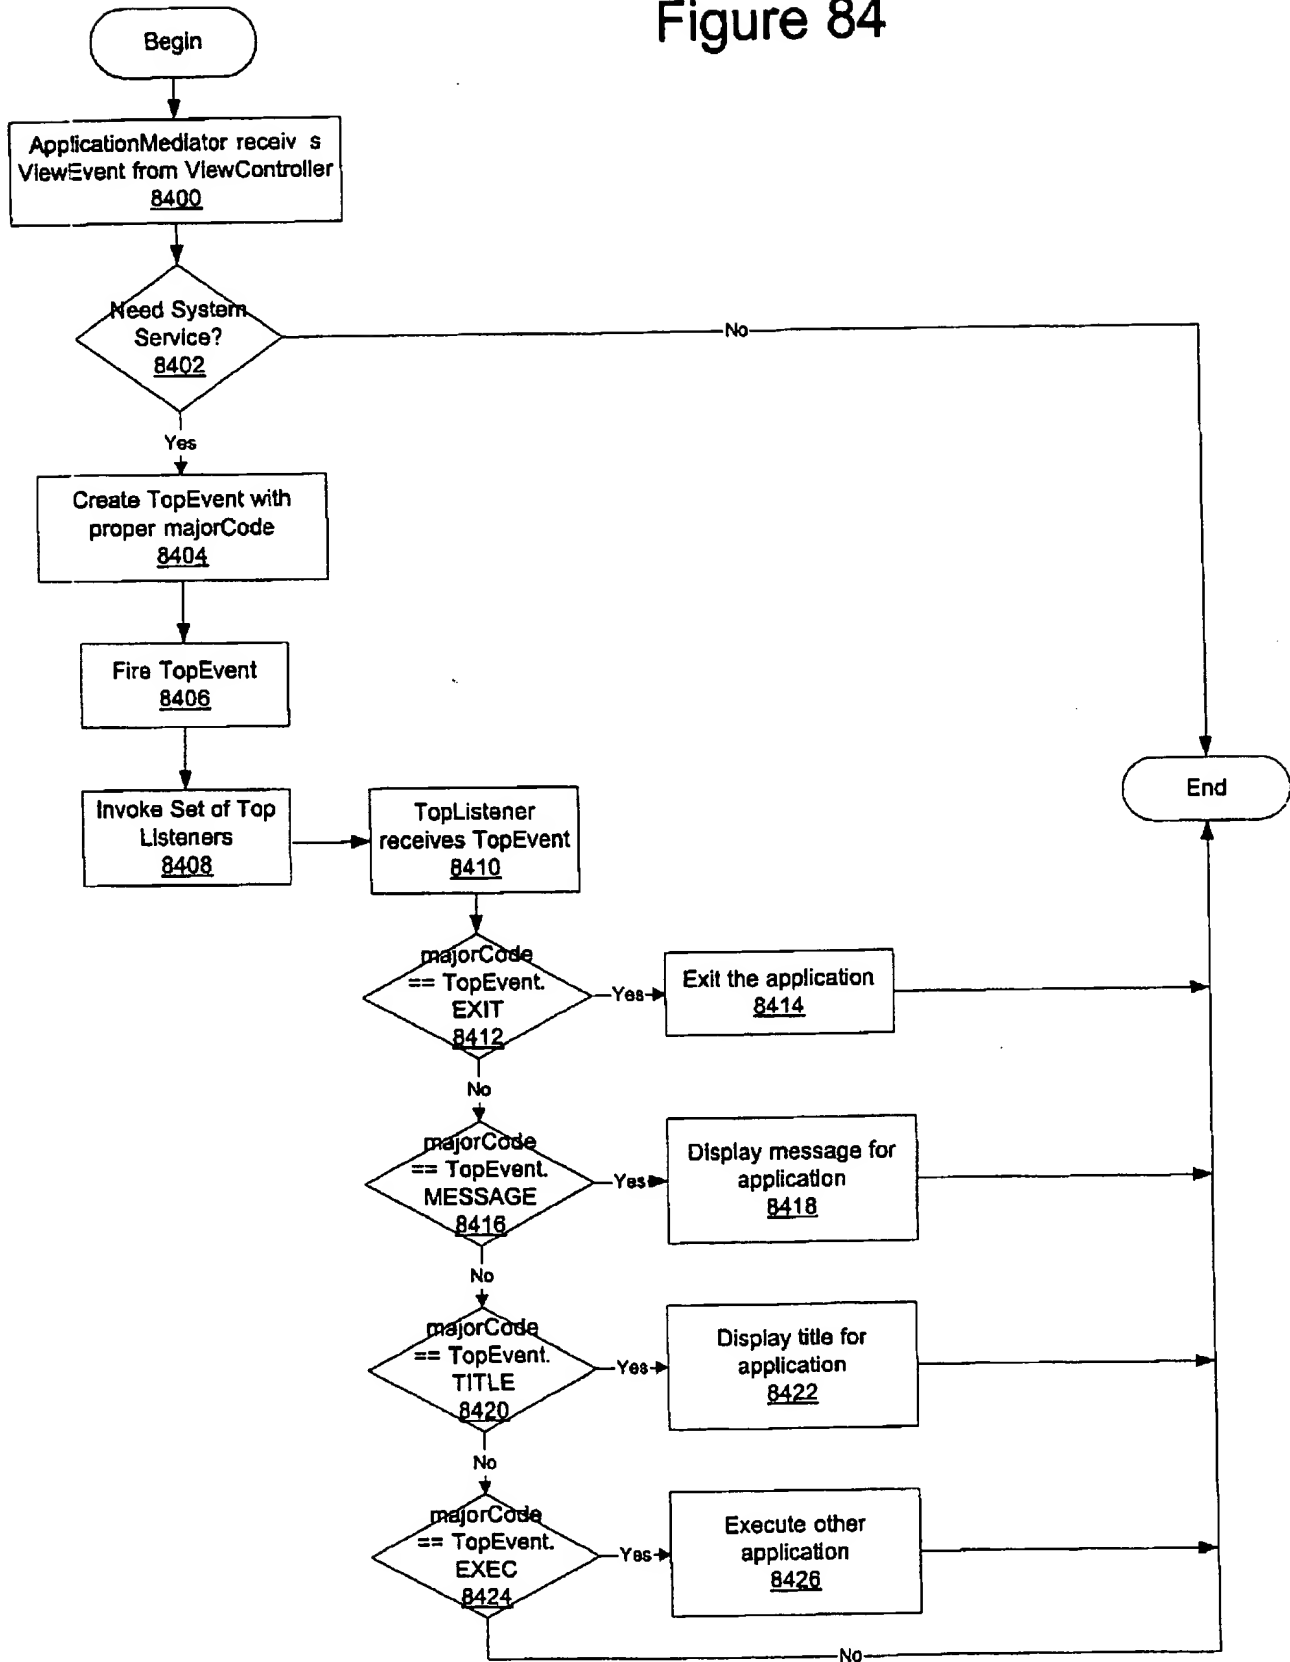 Figure 84
Begin
ApplicationMediator receiv s
ViewEvent from ViewController
8400
Need System
Service?
8402
No
Yes
Create TopEvent with
proper majorCode
8404
Fire TopEvent
8406
Invoke Set of Top
Listeners
8408
TopListener
receives TopEvent
8410
End
majorCode
== TopEvent.
EXIT
8412
Yes
Exit the application
8414
No
majorCode
== TopEvent.
MESSAGE
8416
Yes
Display message for
application
8418
No
majorCode
== TopEvent.
TITLE
8420
Yes
Display title for
application
8422
No
majorCode
== TopEvent.
EXEC
8424
Yes
Execute other
application
8426
No